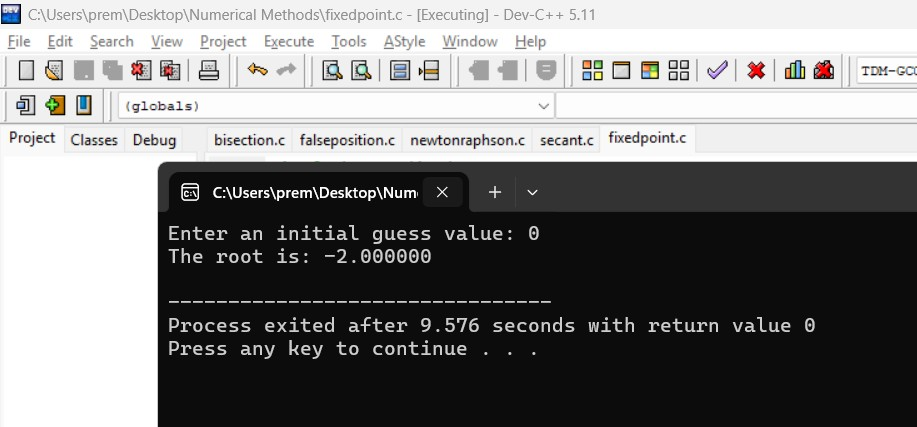 C:\Users\prem\Desktop\Numerical Methods\fixedpoint.c - [Executing] - Dev-C++ 5.11
File Edit Search View Project Execute Tools AStyle Window Help
TDM-GCC
(globals)
Project Classes Debug bisection.c falseposition.c newtonraphson.c secant.c fixedpoint.c
C:\Users\prem\Desktop\Num
Enter an initial guess value: 0
The root is: -2.000000
--------------------------------
Process exited after 9.576 seconds with return value 0
Press any key to continue . . .